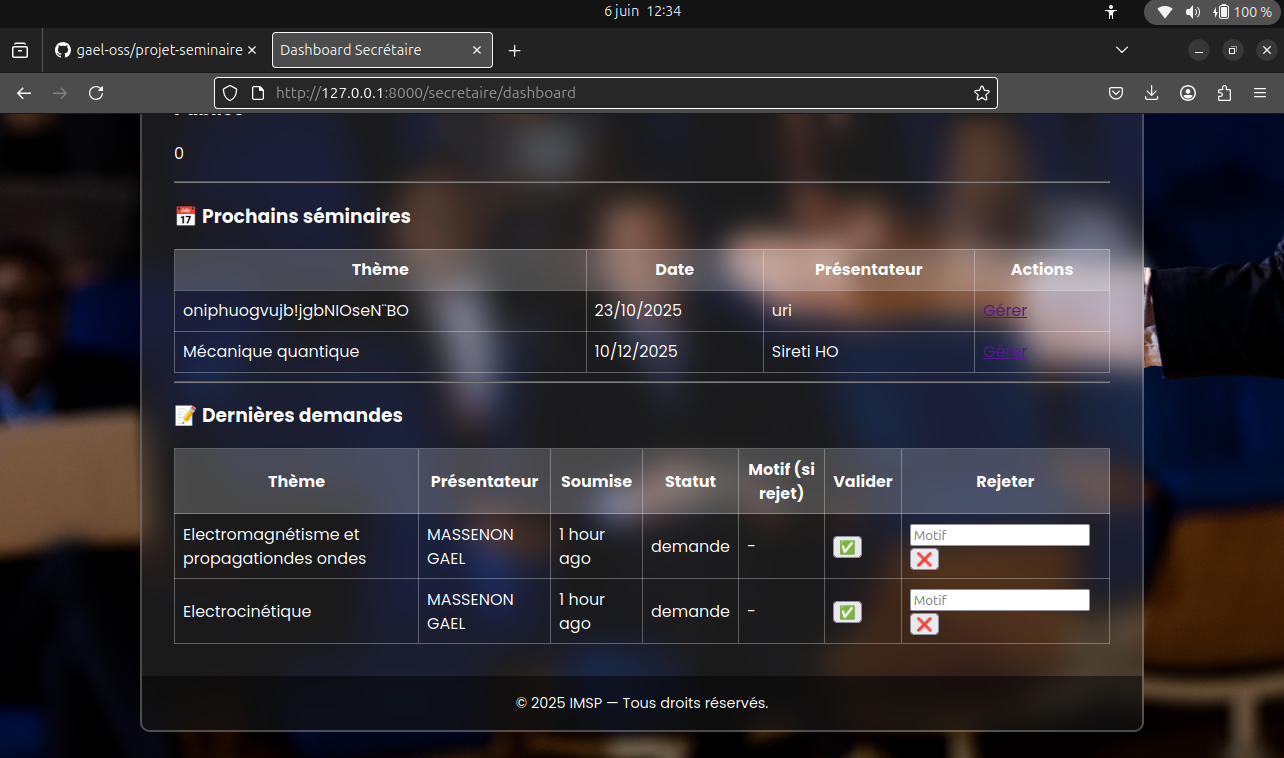 6 juin 12:34
100 %
gael-oss/projet-seminaire
Dashboard Secrétaire
http://127.0.0.1:8000/secretaire/dashboard
0
📅 Prochains séminaires
Thème Date Présentateur Actions
oniphuogvujb!jgbNIOseN¨BO 23/10/2025 uri Gérer
Mécanique quantique 10/12/2025 Sireti HO Gérer
📝 Dernières demandes
Thème Présentateur Soumise Statut Motif (si rejet) Valider Rejeter
Electromagnétisme et propagationdes ondes MASSENON GAEL 1 hour ago demande - ✅ Motif ❌
Electrocinétique MASSENON GAEL 1 hour ago demande - ✅ Motif ❌
© 2025 IMSP — Tous droits réservés.